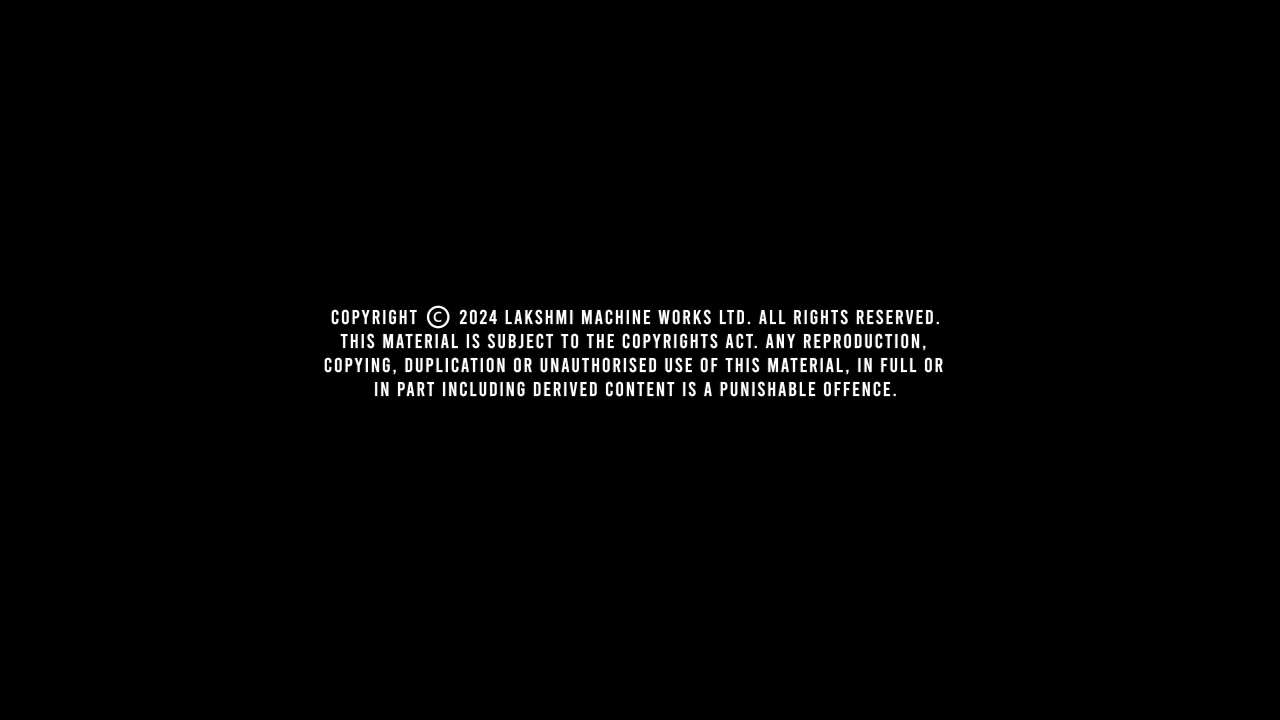 COPYRIGHT © 2024 LAKSHMI MACHINE WORKS LTD. ALL RIGHTS RESERVED.
THIS MATERIAL IS SUBJECT TO THE COPYRIGHTS ACT. ANY REPRODUCTION,
COPYING, DUPLICATION OR UNAUTHORISED USE OF THIS MATERIAL, IN FULL OR
IN PART INCLUDING DERIVED CONTENT IS A PUNISHABLE OFFENCE.